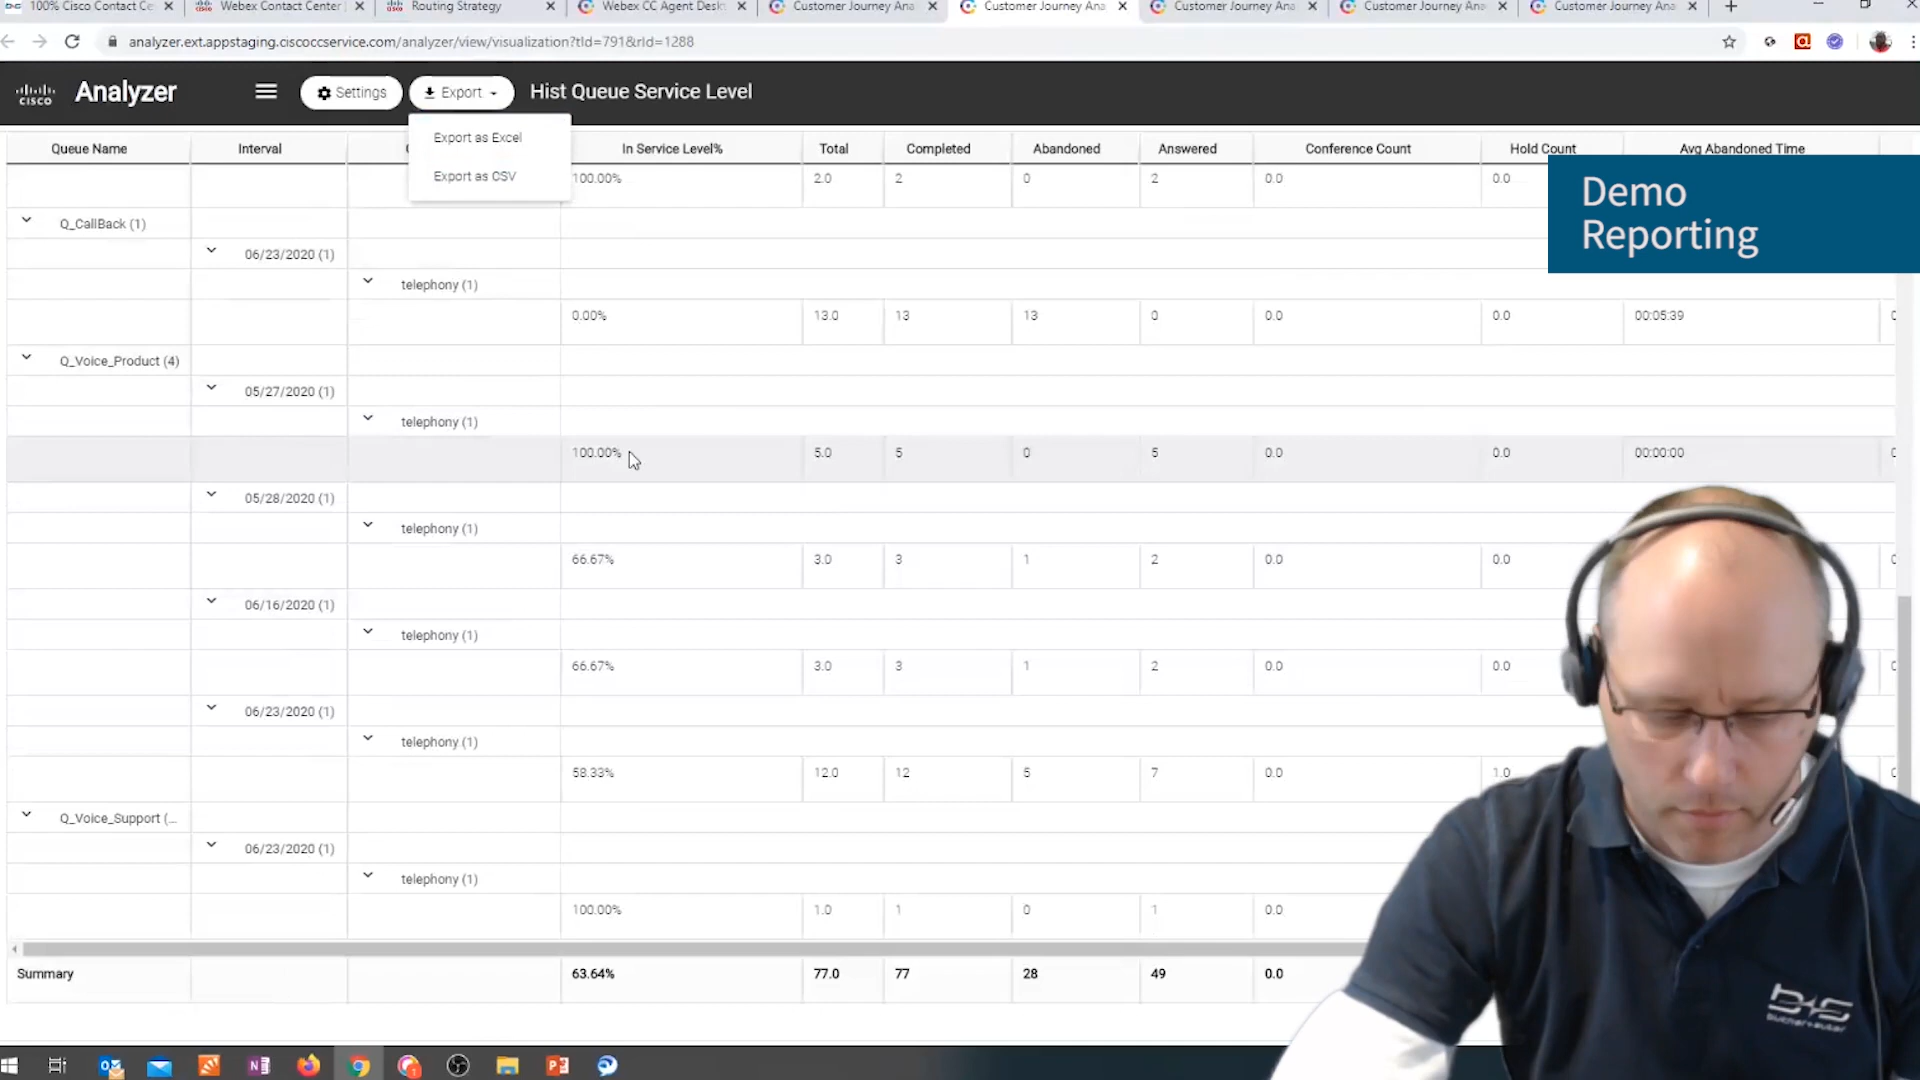 100% Cisco Contact Ce
Webex Contact Center
Routing Strategy
Webex CC Agent Desk
Customer Journey Ana
Customer Journey Ana
Customer Journey Ana
Customer Journey Ana
Customer Journey Ana
analyzer.ext.appstaging.ciscoccservice.com/analyzer/view/visualization?tId=791&rId=1288
CISCO
Analyzer
Settings
Export
Hist Queue Service Level
Export as Excel
Export as CSV
Queue Name
Interval
In Service Level%
Total
Completed
Abandoned
Answered
Conference Count
Hold Count
Avg Abandoned Time
Demo
Reporting
100.00% 2.0 2 0 2 0.0 0.0
Q_CallBack (1)
06/23/2020 (1)
telephony (1)
0.00% 13.0 13 13 0 0.0 0.0 00:05:39
Q_Voice_Product (4)
05/27/2020 (1)
telephony (1)
100.00% 5.0 5 0 5 0.0 0.0 00:00:00
05/28/2020 (1)
telephony (1)
66.67% 3.0 3 1 2 0.0 0.0
06/16/2020 (1)
telephony (1)
66.67% 3.0 3 1 2 0.0 0.0
06/23/2020 (1)
telephony (1)
58.33% 12.0 12 5 7 0.0 1.0
Q_Voice_Support (...
06/23/2020 (1)
telephony (1)
100.00% 1.0 1 0 1 0.0
Summary 63.64% 77.0 77 28 49 0.0